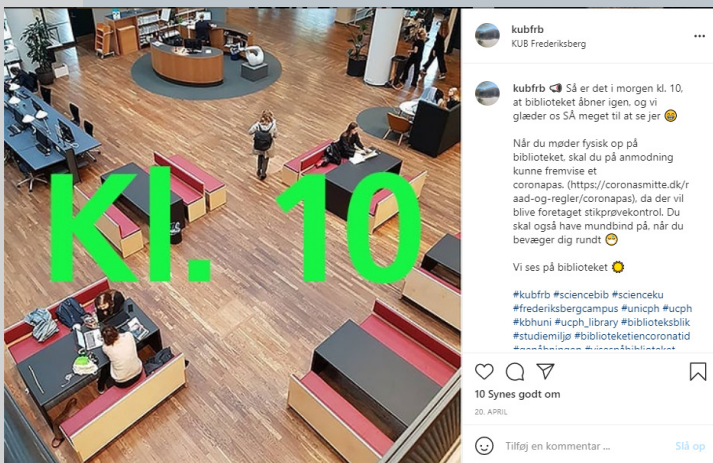 Kl. 10
kubfrb
KUB Frederiksberg
kubfrb 📢 Så er det i morgen kl. 10,
at biblioteket åbner igen, og vi
glæder os SÅ meget til at se jer 😄
Når du møder fysisk op på
biblioteket, skal du på anmodning
kunne fremvise et
coronapas. (https://coronasmitte.dk/r
aad-og-regler/coronapas), da der vil
blive foretaget stikprøvekontrol. Du
skal også have mundbind på, når du
bevæger dig rundt 😷
Vi ses på biblioteket 🌞
#kubfrb #sciencebib #scienceku
#frederiksbergcampus #unicph #ucph
#kbhuni #ucph_library #biblioteksblik
#studiemiljø #biblioteketiencoronatid
#genåbningen #visespåbiblioteket
10 Synes godt om
20. APRIL
Tilføj en kommentar ...
Slå op